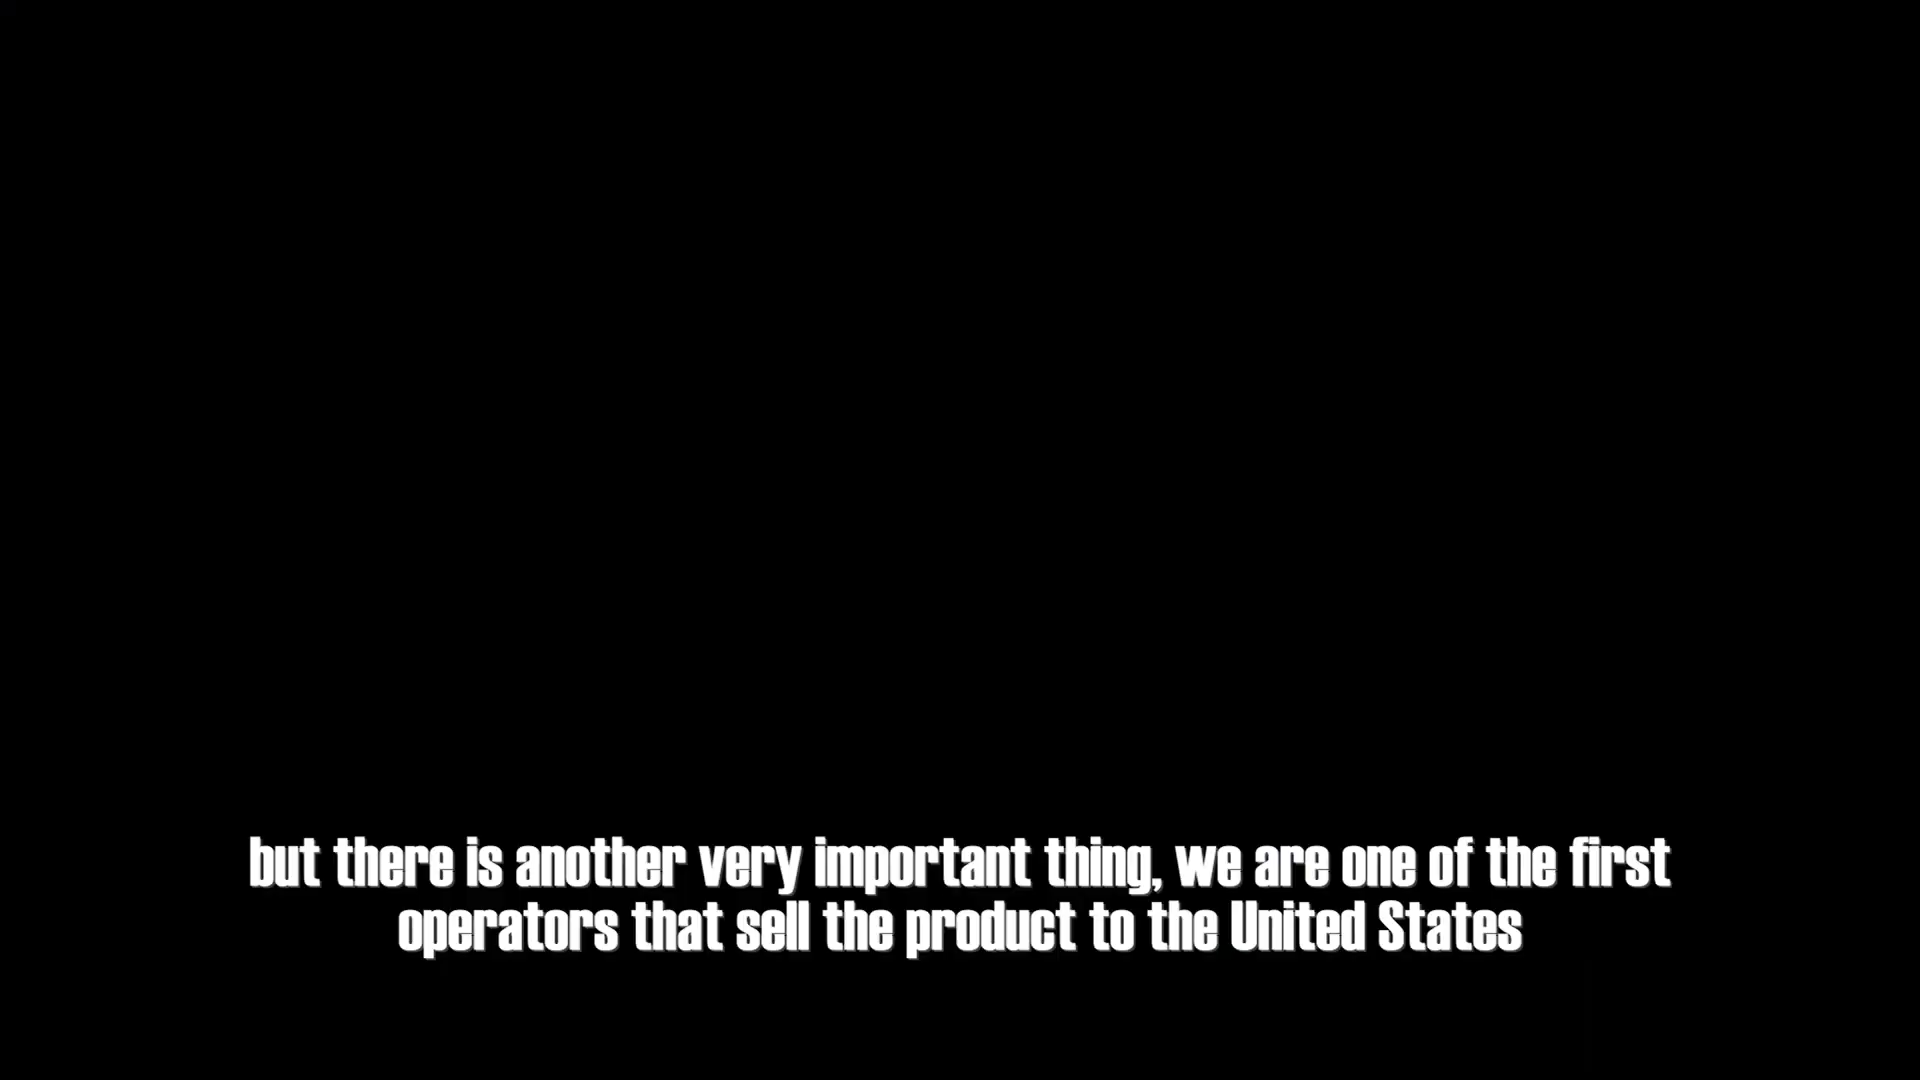 but there is another very important thing, we are one of the first
operators that sell the product to the United States